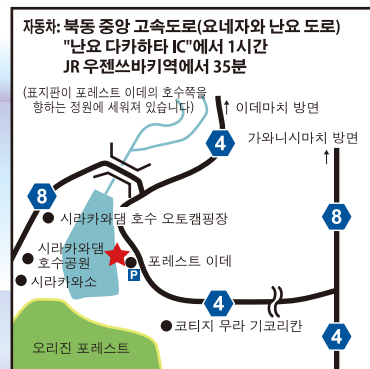 자동차: 북동 중앙 고속도로(요네자와 난요 도로)
"난요 다카하타 IC"에서 1시간
JR 우젠쓰바키역에서 35분
(표지판이 포레스트 이데의 호수쪽을
향하는 정원에 세워져 있습니다)
↑ 이데마치 방면
가와니시마치 방면
↑
4
8
8
시라카와댐 호수 오토캠핑장
시라카와댐
호수공원
포레스트 이데
P
시라카와소
4
코티지 무라 기코리칸
4
오리진 포레스트